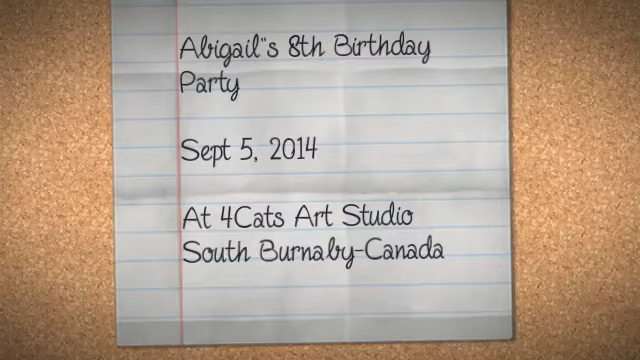 Abigail"s 8th Birthday
Party
Sept 5, 2014
At 4Cats Art Studio
South Burnaby-Canada